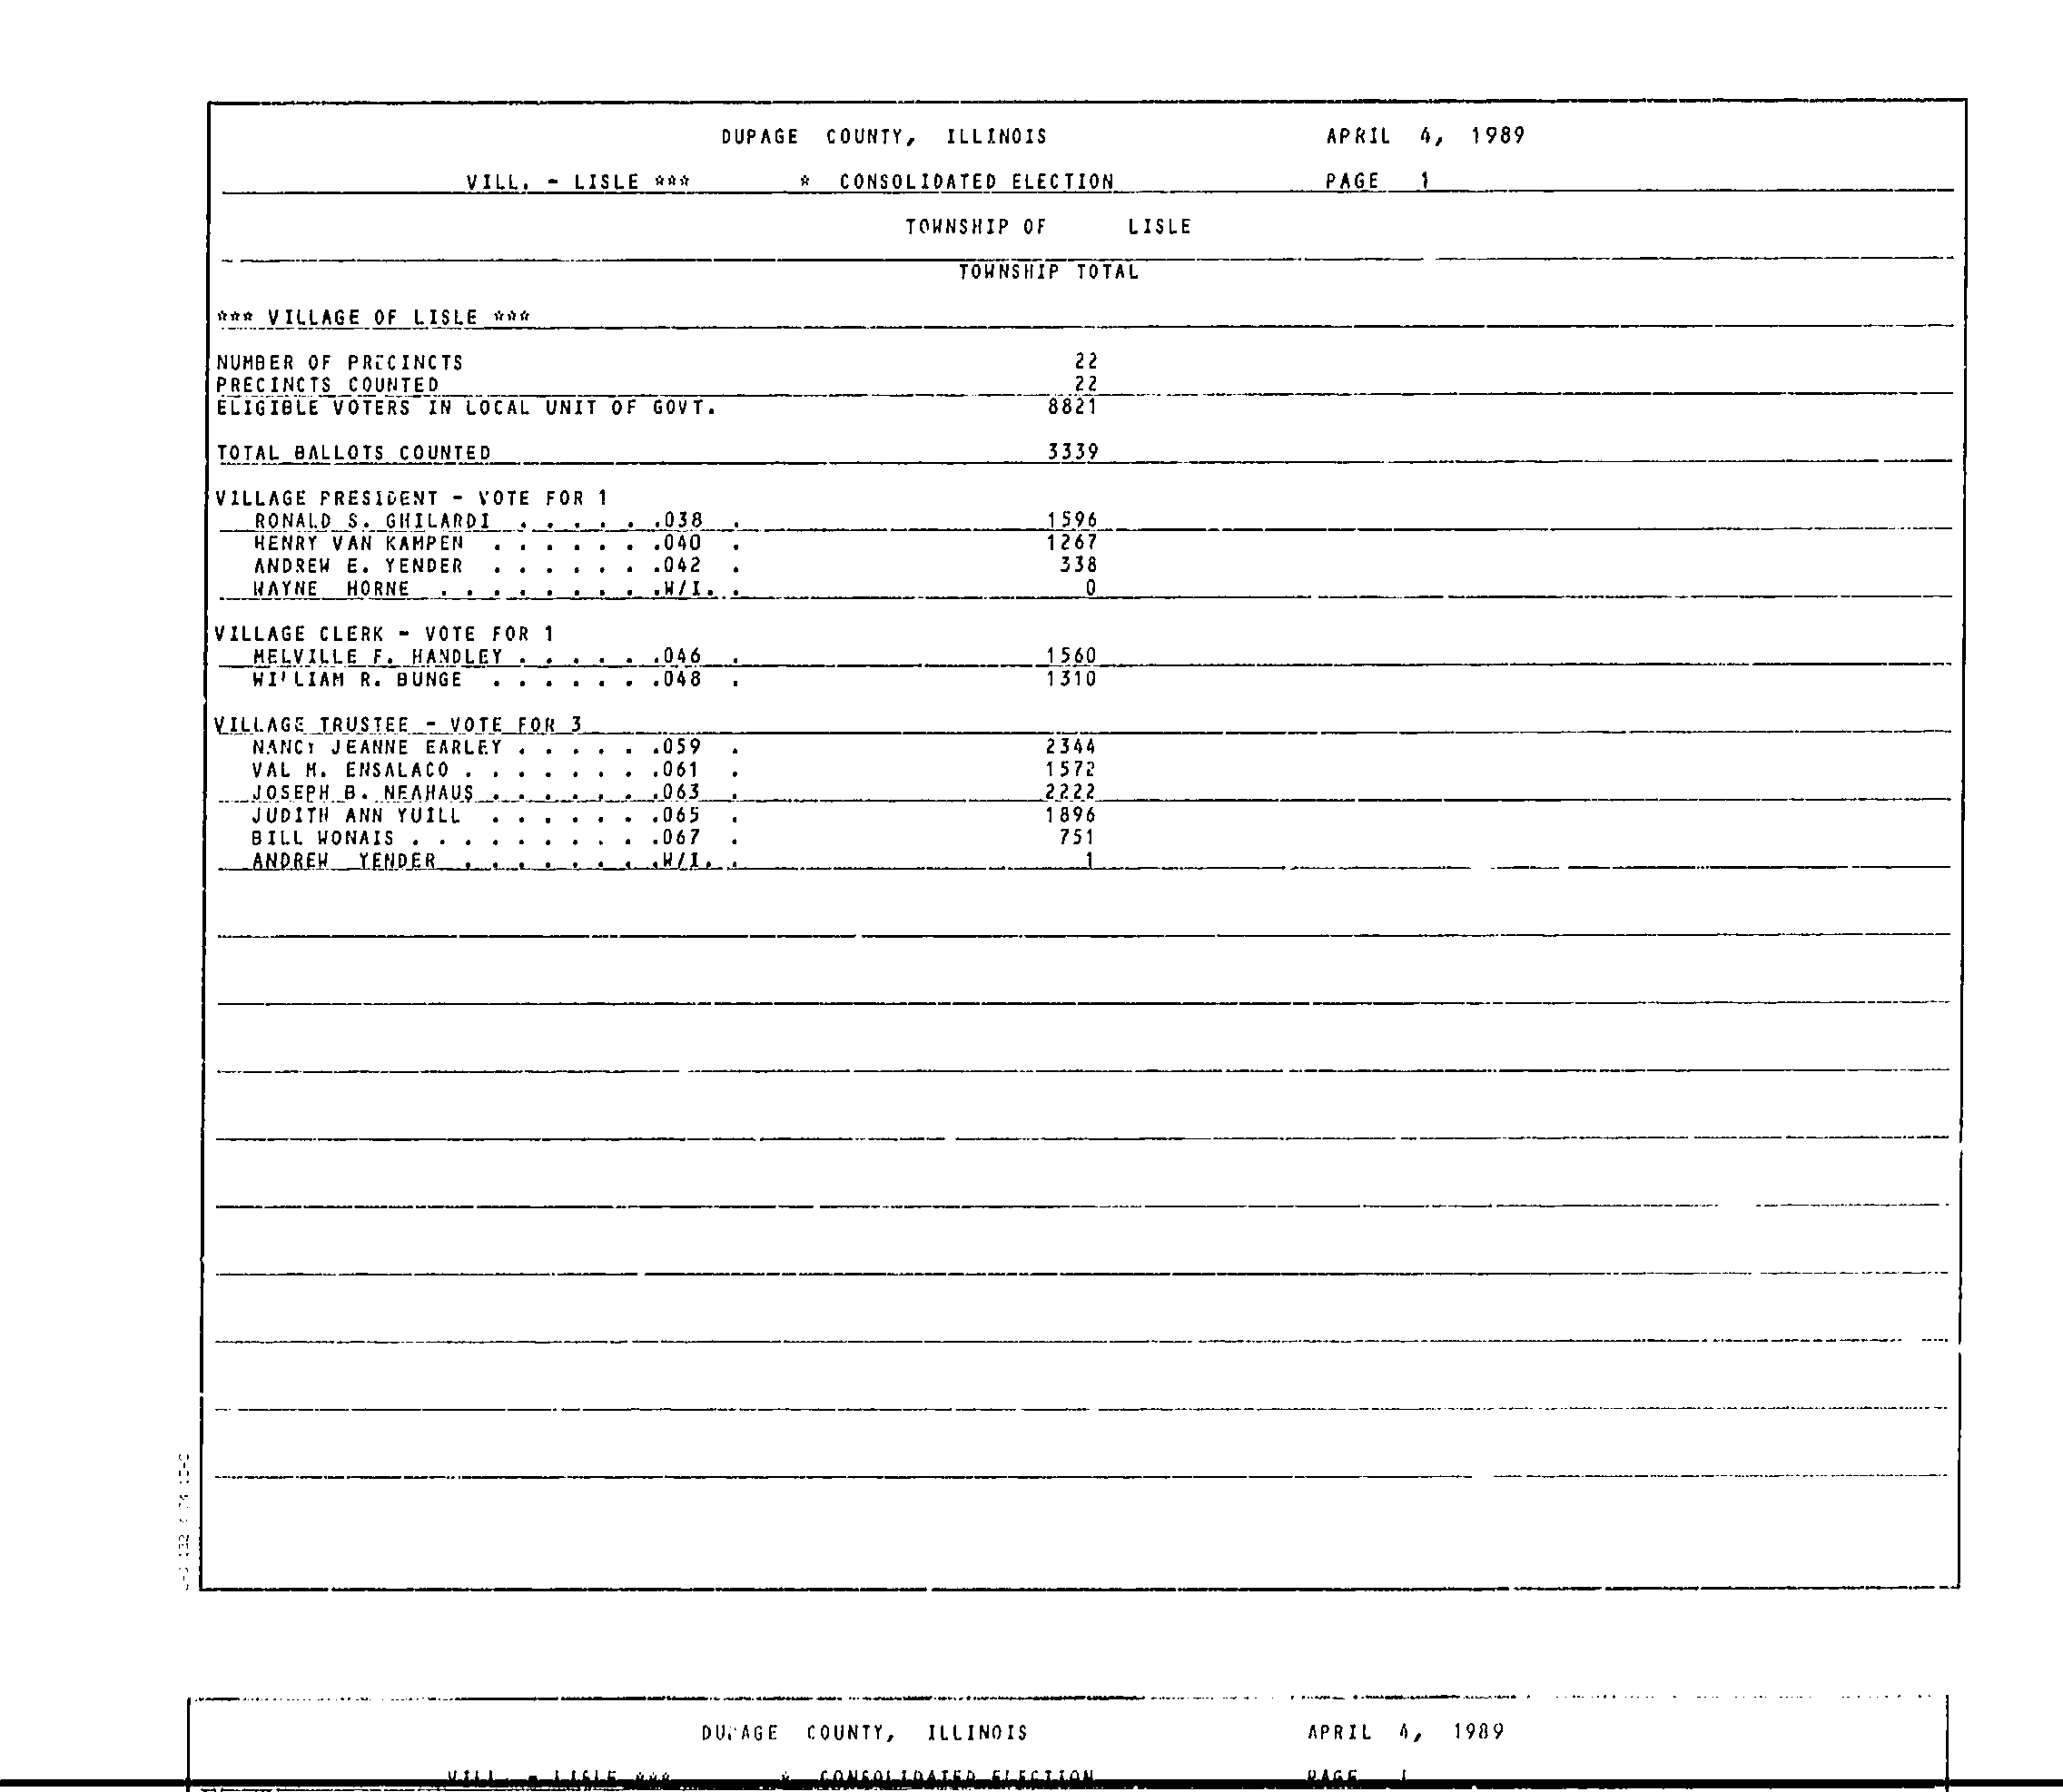 DUPAGE COUNTY, ILLINOIS APRIL 4, 1989
VILL. - LISLE *** * CONSOLIDATED ELECTION PAGE 1
TOWNSHIP OF LISLE
TOWNSHIP TOTAL
*** VILLAGE OF LISLE ***
NUMBER OF PRECINCTS 22
PRECINCTS COUNTED 22
ELIGIBLE VOTERS IN LOCAL UNIT OF GOVT. 8821
TOTAL BALLOTS COUNTED 3339
VILLAGE PRESIDENT - VOTE FOR 1
RONALD S. GHILARDI . . . . . .038 . 1596
HENRY VAN KAMPEN . . . . . . .040 . 1267
ANDREW E. YENDER . . . . . . .042 . 338
WAYNE HORNE . . . . . . . . .W/I. . 0
VILLAGE CLERK - VOTE FOR 1
MELVILLE F. HANDLEY . . . . . .046 . 1560
WILLIAM R. BUNGE . . . . . . .048 . 1310
VILLAGE TRUSTEE - VOTE FOR 3
NANCY JEANNE EARLEY . . . . . .059 . 2344
VAL M. ENSALACO . . . . . . . .061 . 1572
JOSEPH B. NEAHAUS . . . . . . .063 . 2222
JUDITH ANN YUILL . . . . . . .065 . 1896
BILL WONAIS . . . . . . . . . .067 . 751
ANDREW YENDER . . . . . . . .W/I. . 1
DUPAGE COUNTY, ILLINOIS APRIL 4, 1989
VILL. - LISLE *** * CONSOLIDATED ELECTION PAGE 1